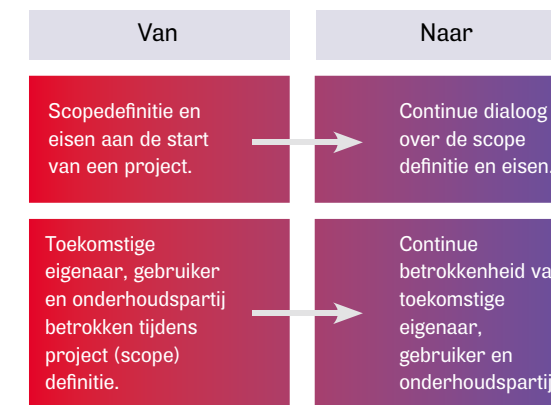 Van
Naar
Scopedefinitie en
eisen aan de start
van een project.
Continue dialoog
over de scope
definitie en eisen.
Toekomstige
eigenaar, gebruiker
en onderhoudspartij
betrokken tijdens
project (scope)
definitie.
Continue
betrokkenheid va
toekomstige
eigenaar,
gebruiker en
onderhoudspartij